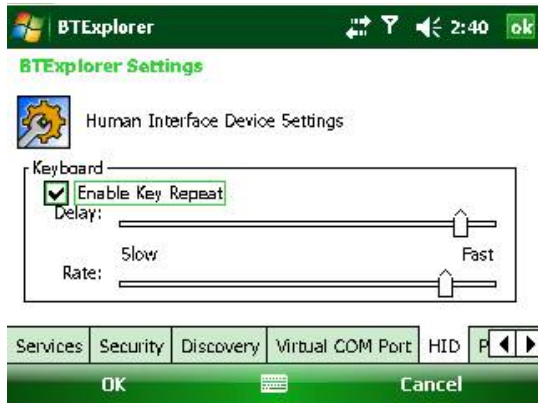 BTExplorer 2:40 ok
BTExplorer Settings
Human Interface Device Settings
Keyboard
Enable Key Repeat
Delay:
Slow Fast
Rate:
Services Security Discovery Virtual COM Port HID P
OK Cancel